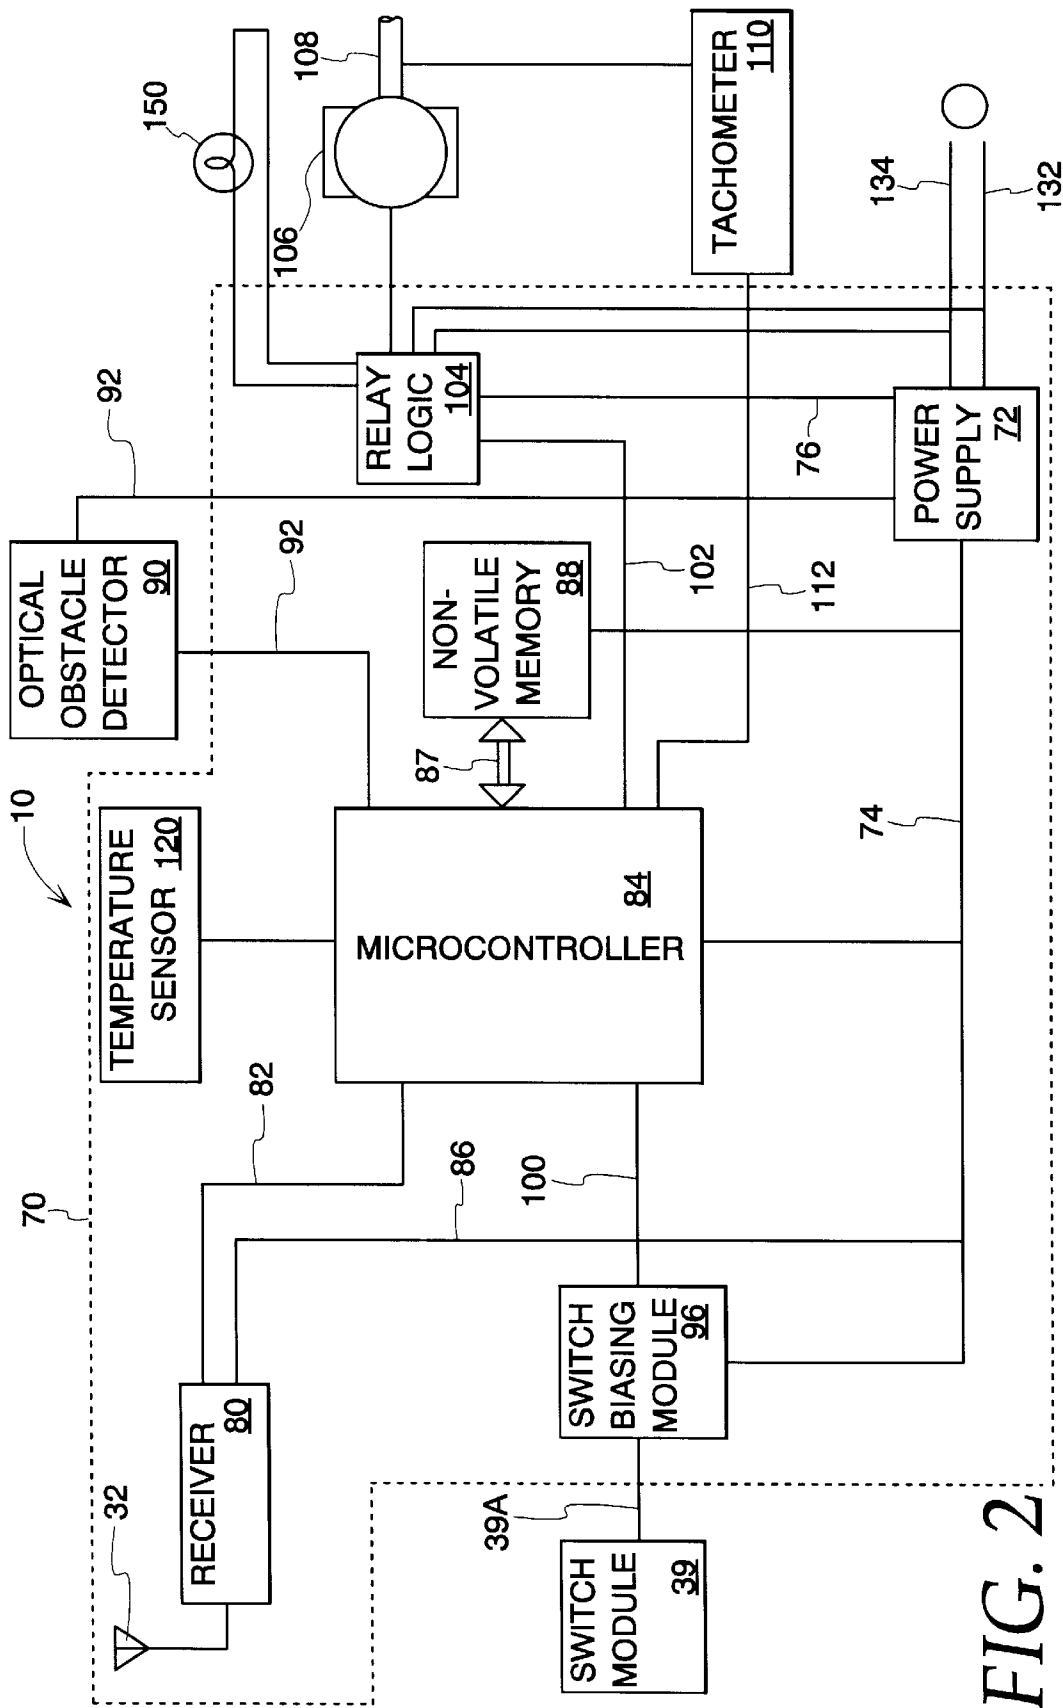 32
RECEIVER
80
70
82
86
10
TEMPERATURE
SENSOR 120
OPTICAL
OBSTACLE
DETECTOR
90
92
92
150
106
108
SWITCH
MODULE
39
39A
SWITCH
BIASING
MODULE
96
100
MICROCONTROLLER
84
87
NON-
VOLATILE
MEMORY
88
RELAY
LOGIC
104
102
112
76
74
POWER
SUPPLY
72
TACHOMETER
110
134
132
FIG. 2